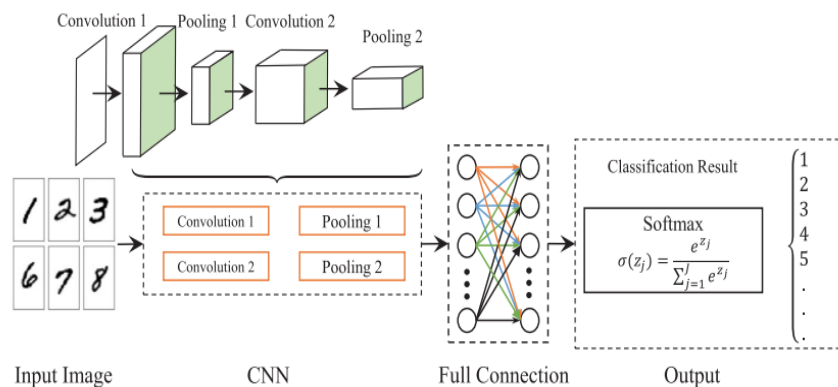 Convolution 1
Pooling 1
Convolution 2
Pooling 2
1 2 3
6 7 8
Convolution 1
Pooling 1
Convolution 2
Pooling 2
Classification Result
Softmax
σ(z_j) = e^{z_j} / ∑_{j=1}^{J} e^{z_j}
1
2
3
4
5
.
.
.
Input Image
CNN
Full Connection
Output